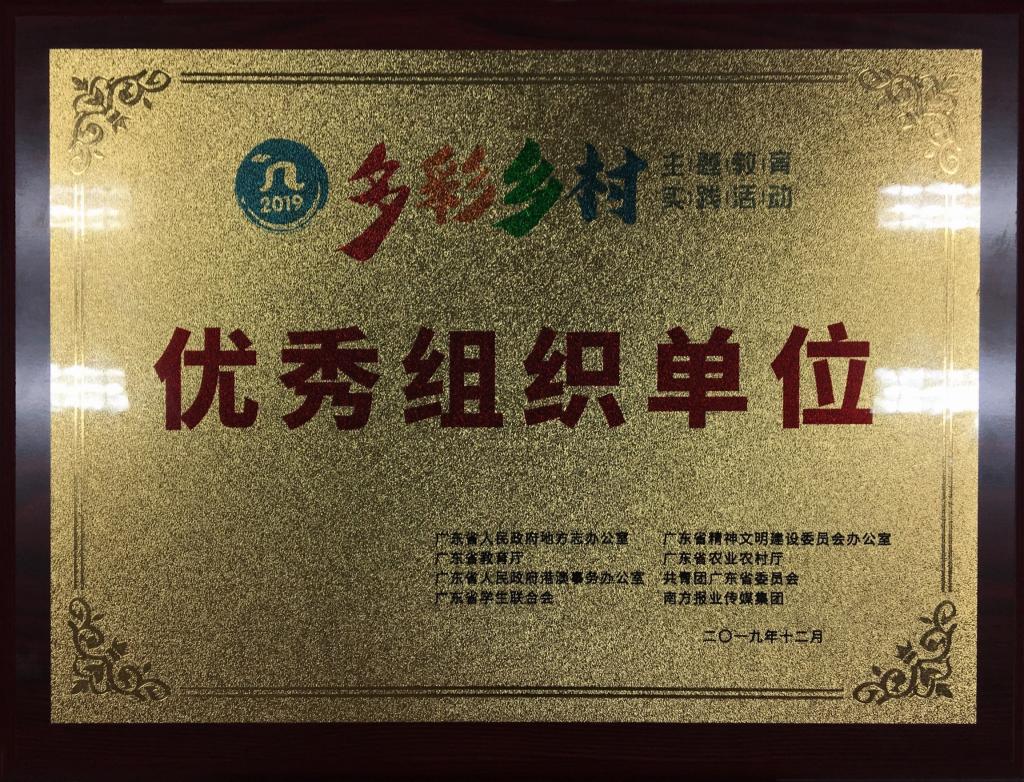 2019
多彩乡村
主题教育
实践活动
优秀组织单位
广东省人民政府地方志办公室 广东省精神文明建设委员会办公室
广东省教育厅 广东省农业农村厅
广东省人民政府港澳事务办公室 共青团广东省委员会
广东省学生联合会 南方报业传媒集团
二〇一九年十二月